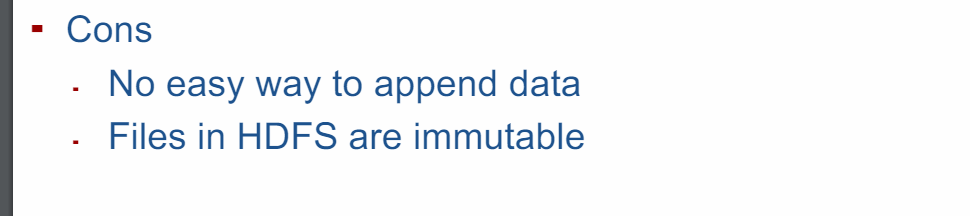 Cons
No easy way to append data
Files in HDFS are immutable